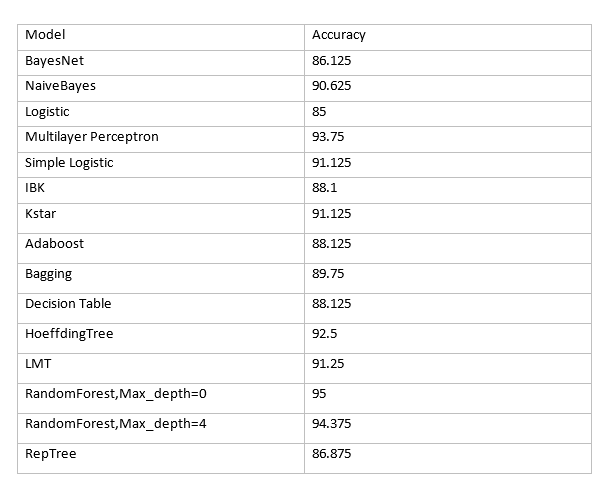 Model Accuracy
BayesNet 86.125
NaiveBayes 90.625
Logistic 85
Multilayer Perceptron 93.75
Simple Logistic 91.125
IBK 88.1
Kstar 91.125
Adaboost 88.125
Bagging 89.75
Decision Table 88.125
HoeffdingTree 92.5
LMT 91.25
RandomForest,Max_depth=0 95
RandomForest,Max_depth=4 94.375
RepTree 86.875